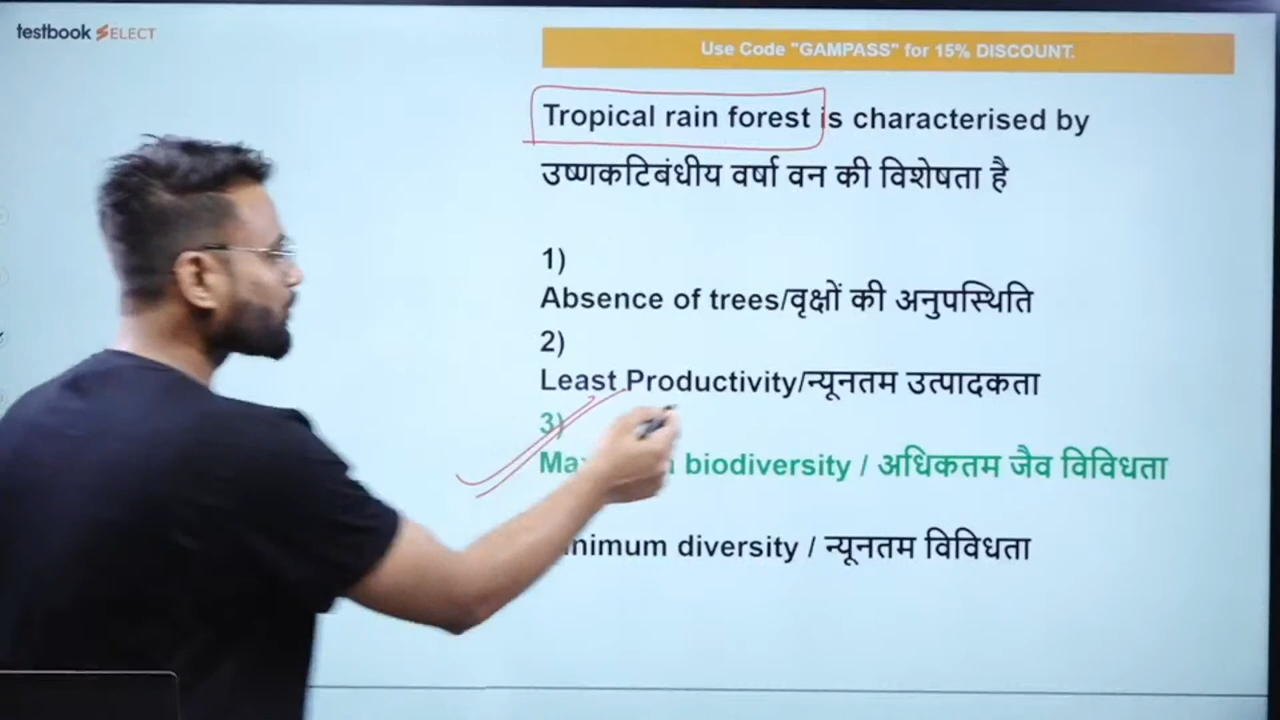 testbook SELECT
Use Code "GAMPASS" for 15% DISCOUNT.
Tropical rain forest is characterised by
उष्णकटिबंधीय वर्षा वन की विशेषता है
1)
Absence of trees/वृक्षों की अनुपस्थिति
2)
Least Productivity/न्यूनतम उत्पादकता
3)
biodiversity / अधिकतम जैव विविधता
diversity / न्यूनतम विविधता